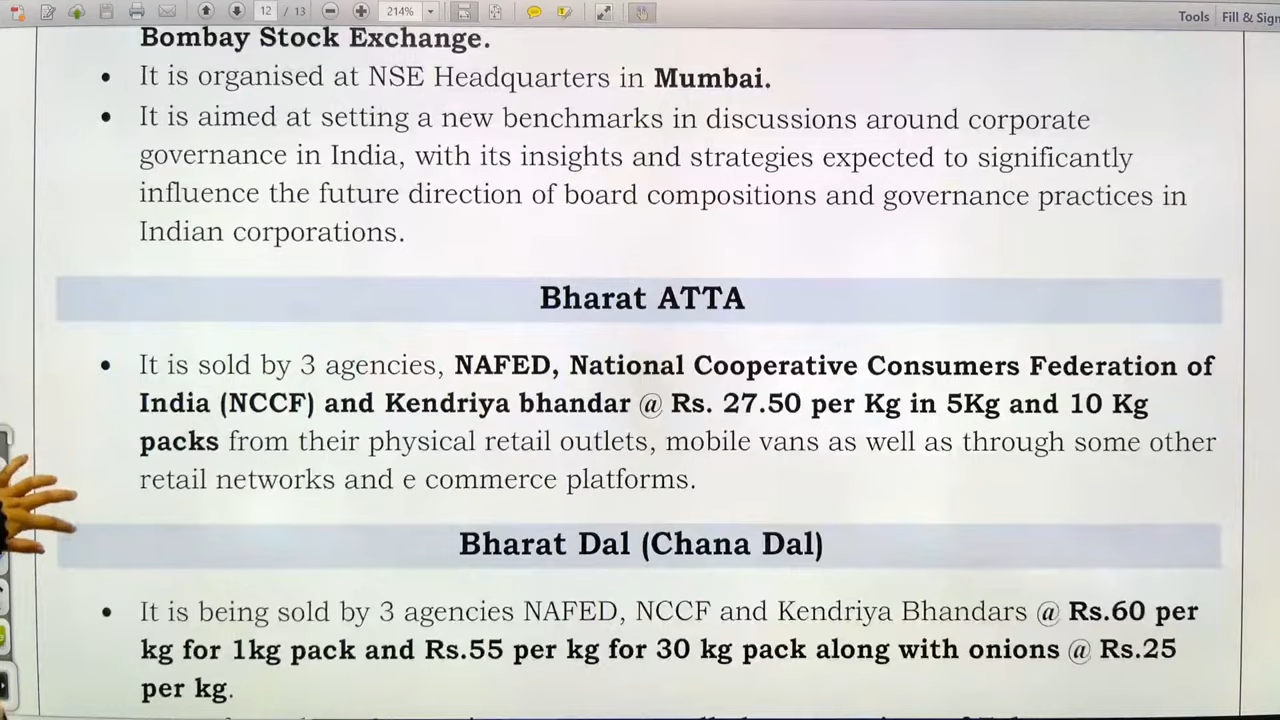 12 / 13
214%
Tools
Fill & Sign
Bombay Stock Exchange.
• It is organised at NSE Headquarters in Mumbai.
• It is aimed at setting a new benchmarks in discussions around corporate
governance in India, with its insights and strategies expected to significantly
influence the future direction of board compositions and governance practices in
Indian corporations.
Bharat ATTA
• It is sold by 3 agencies, NAFED, National Cooperative Consumers Federation of
India (NCCF) and Kendriya bhandar @ Rs. 27.50 per Kg in 5Kg and 10 Kg
packs from their physical retail outlets, mobile vans as well as through some other
retail networks and e commerce platforms.
Bharat Dal (Chana Dal)
• It is being sold by 3 agencies NAFED, NCCF and Kendriya Bhandars @ Rs.60 per
kg for 1kg pack and Rs.55 per kg for 30 kg pack along with onions @ Rs.25
per kg.